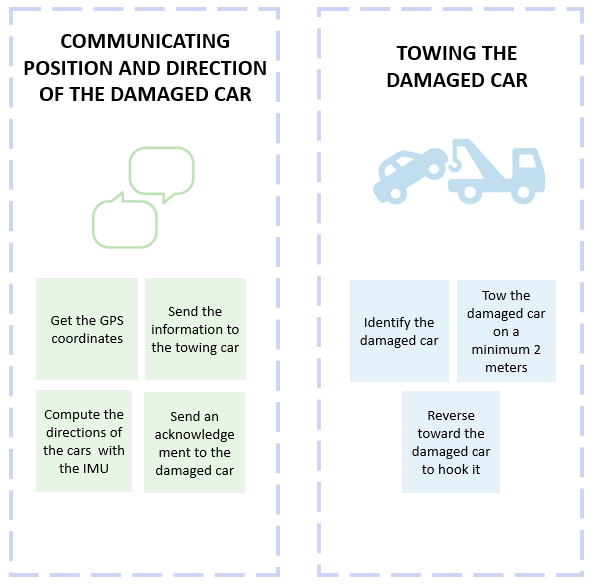 COMMUNICATING
POSITION AND DIRECTION
OF THE DAMAGED CAR
Get the GPS
coordinates
Send the
information to
the towing car
Compute the
directions of
the cars with
the IMU
Send an
acknowledge
ment to the
damaged car
TOWING THE
DAMAGED CAR
Identify the
damaged car
Tow the
damaged car
on a
minimum 2
meters
Reverse
toward the
damaged car
to hook it